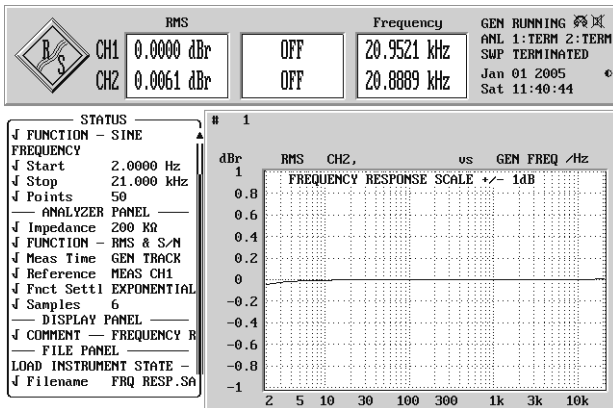 RMS
Frequency
R S
CH1 0.0000 dBr OFF 20.9521 kHz
CH2 0.0061 dBr OFF 20.8889 kHz
GEN RUNNING
ANL 1:TERM 2:TERM
SWP TERMINATED
Jan 01 2005
Sat 11:40:44
STATUS
√ FUNCTION - SINE
FREQUENCY
√ Start 2.0000 Hz
√ Stop 21.000 kHz
√ Points 50
ANALYZER PANEL
√ Impedance 200 KΩ
√ FUNCTION - RMS & S/N
√ Meas Time GEN TRACK
√ Reference MEAS CH1
√ Fnct Settl EXPONENTIAL
√ Samples 6
DISPLAY PANEL
√ COMMENT — FREQUENCY R
FILE PANEL
LOAD INSTRUMENT STATE -
√ Filename FRQ RESP.SA
# 1
dBr RMS CH2, vs GEN FREQ /Hz
FREQUENCY RESPONSE SCALE +/- 1dB
1
0.8
0.6
0.4
0.2
0
-0.2
-0.4
-0.6
-0.8
-1
2 5 10 30 100 300 1k 3k 10k